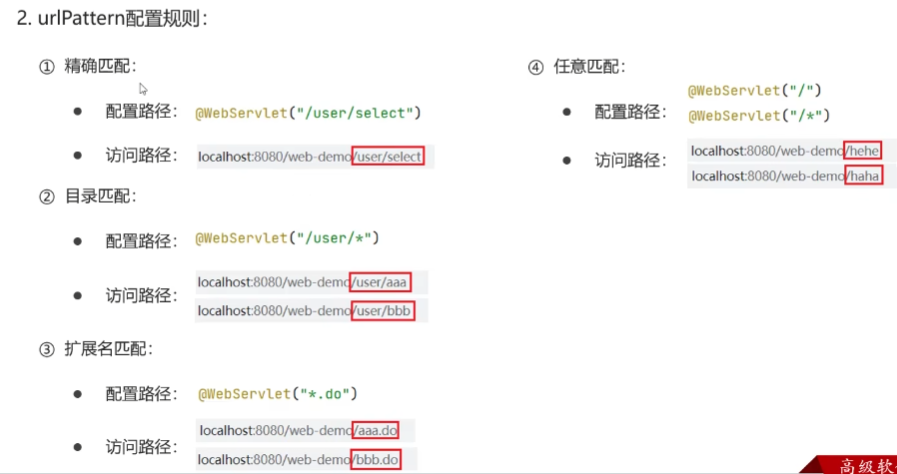 2. urlPattern配置规则：
① 精确匹配：
• 配置路径： @WebServlet("/user/select")
• 访问路径： localhost:8080/web-demo/user/select
② 目录匹配：
• 配置路径： @WebServlet("/user/*")
• 访问路径： localhost:8080/web-demo/user/aaa
localhost:8080/web-demo/user/bbb
③ 扩展名匹配：
• 配置路径： @WebServlet("*.do")
• 访问路径： localhost:8080/web-demo/aaa.do
localhost:8080/web-demo/bbb.do
④ 任意匹配：
• 配置路径： @WebServlet("/")
@WebServlet("/*")
• 访问路径： localhost:8080/web-demo/hehe
localhost:8080/web-demo/haha
高级软